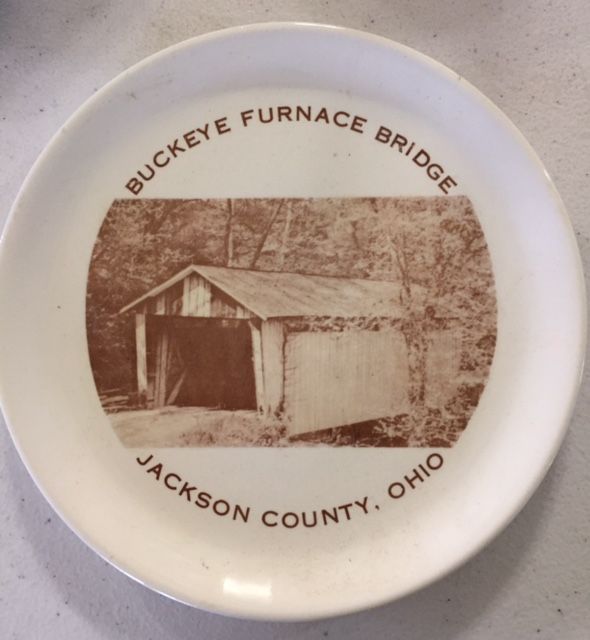 BUCKEYE FURNACE BRIDGE
JACKSON COUNTY, OHIO